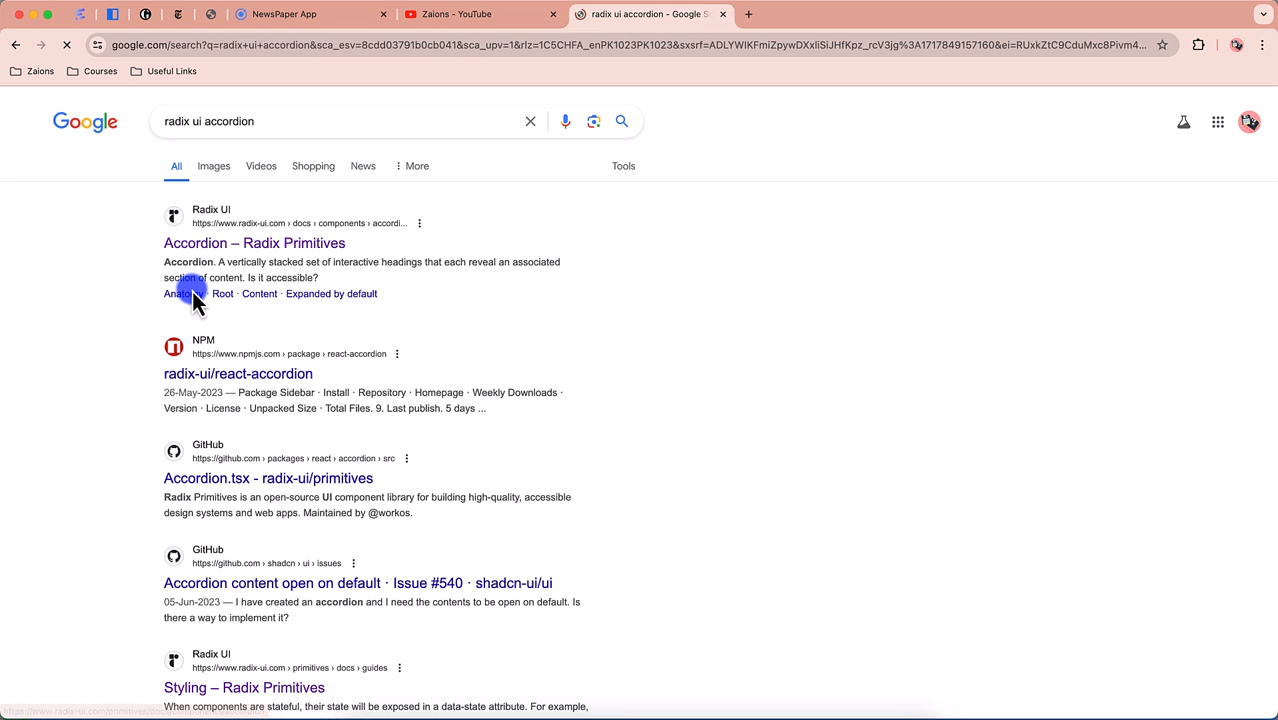 NewsPaper App
Zaions - YouTube
radix ui accordion - Google S
google.com/search?q=radix+ui+accordion&sca_esv=8cdd03791b0cb041&sca_upv=1&rlz=1C5CHFA_enPK1023PK1023&sxsrf=ADLYWIKFmiZpywDXxliSiJHfKpz_rcV3jg%3A1717849157160&ei=RUxkZtC9CduMxc8Pivm4...
Zaions
Courses
Useful Links
Google
radix ui accordion
All
Images
Videos
Shopping
News
More
Tools
Radix UI
https://www.radix-ui.com › docs › components › accordi...
Accordion – Radix Primitives
Accordion. A vertically stacked set of interactive headings that each reveal an associated
section of content. Is it accessible?
Anatomy · Root · Content · Expanded by default
NPM
https://www.npmjs.com › package › react-accordion
radix-ui/react-accordion
26-May-2023 — Package Sidebar · Install · Repository · Homepage · Weekly Downloads ·
Version · License · Unpacked Size · Total Files. 9. Last publish. 5 days ...
GitHub
https://github.com › packages › react › accordion › src
Accordion.tsx - radix-ui/primitives
Radix Primitives is an open-source UI component library for building high-quality, accessible
design systems and web apps. Maintained by @workos.
GitHub
https://github.com › shadcn › ui › issues
Accordion content open on default · Issue #540 · shadcn-ui/ui
05-Jun-2023 — I have created an accordion and I need the contents to be open on default. Is
there a way to implement it?
Radix UI
https://www.radix-ui.com › primitives › docs › guides
Styling – Radix Primitives
When components are stateful, their state will be exposed in a data-state attribute. For example,
https://www.radix-ui.com/primitives/docs/components/accordion